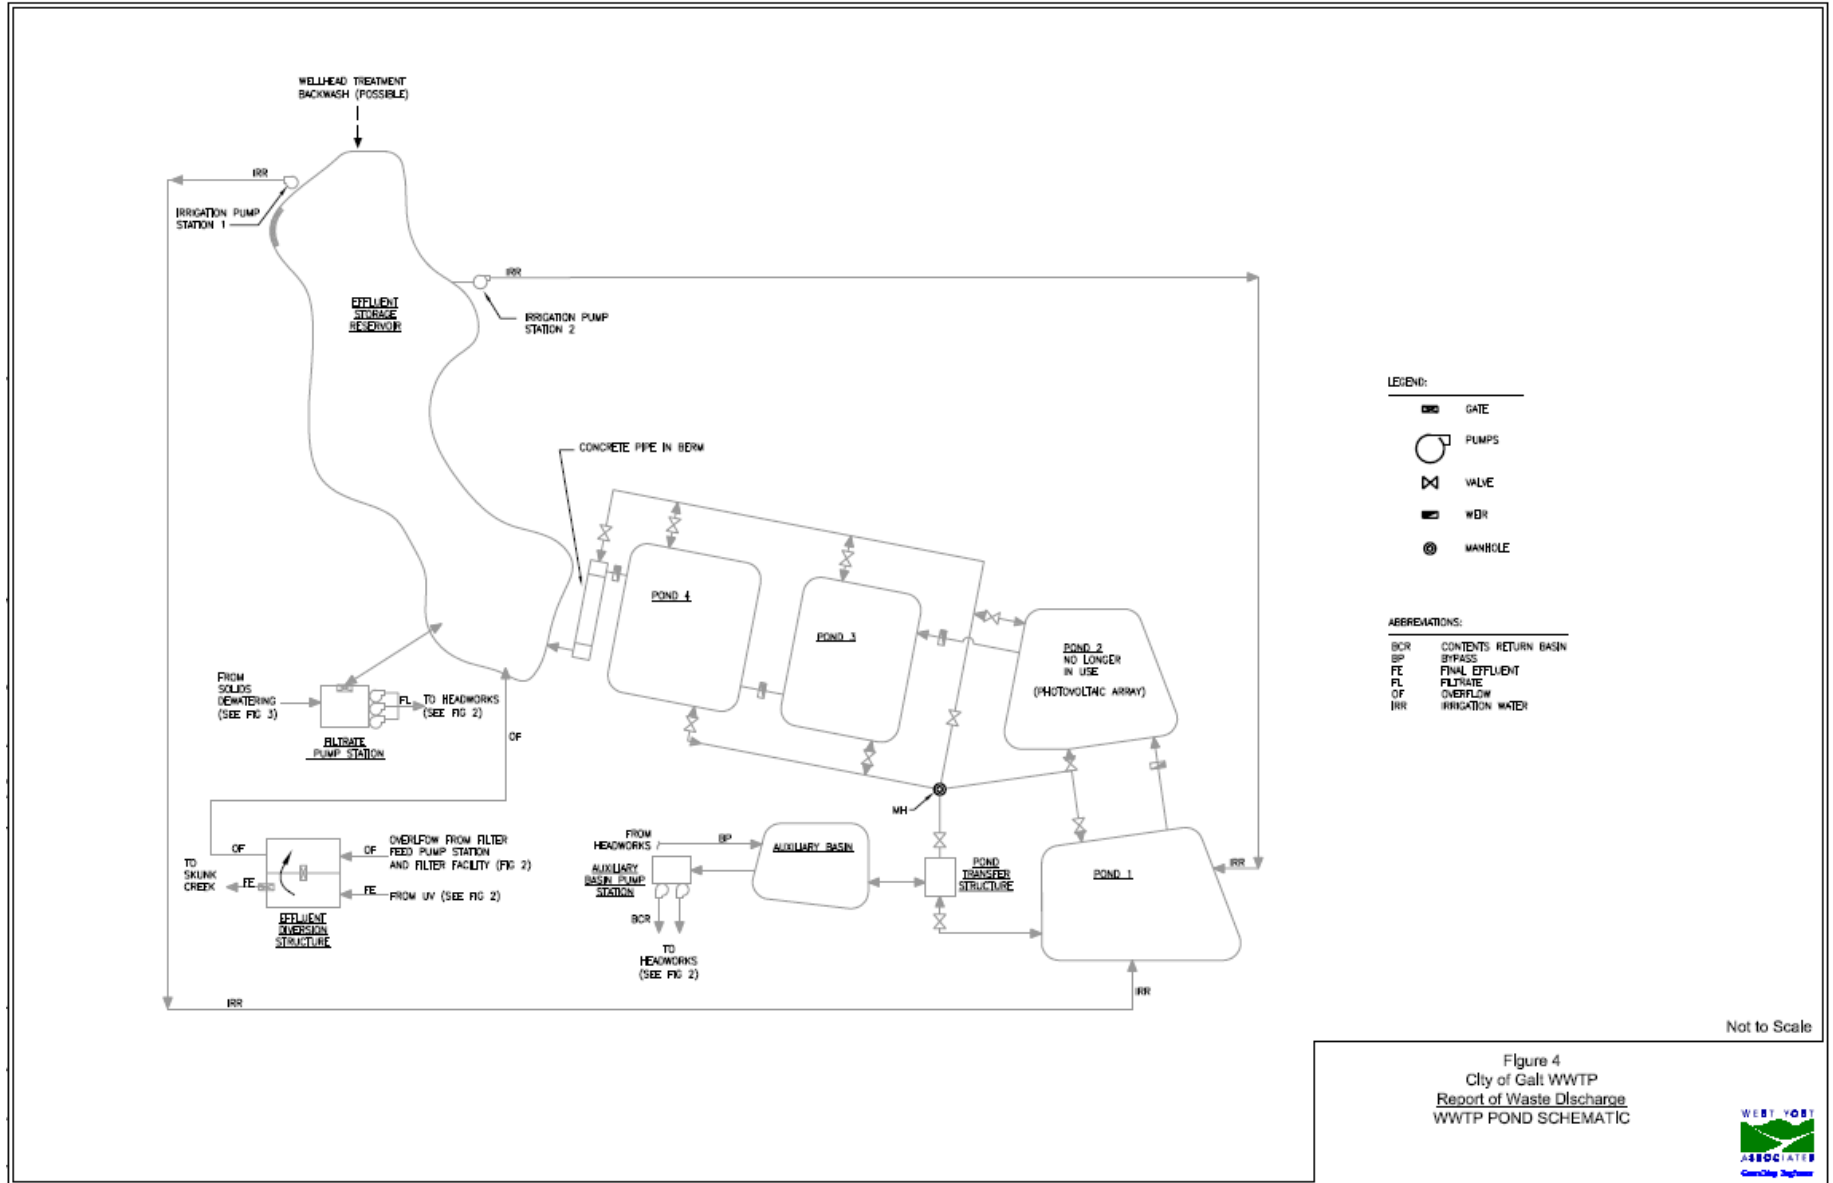 WELLHEAD TREATMENT
BACKWASH (POSSIBLE)
IRR
IRRIGATION PUMP
STATION 1
IRR
IRRIGATION PUMP
STATION 2
EFFLUENT
STORAGE
RESERVOIR
CONCRETE PIPE IN BERM
POND 4
POND 3
POND 2
NO LONGER
IN USE
(PHOTOVOLTAIC ARRAY)
FROM
SOLIDS
DEWATERING
(SEE FIG 3)
FL
TO HEADWORKS
(SEE FIG 2)
FILTRATE
PUMP STATION
OF
MH
OF
TO
SKUNK
CREEK
FE
OF
OVERLFOW FROM FILTER
FEED PUMP STATION
AND FILTER FACILITY (FIG 2)
FE
FROM UV (SEE FIG 2)
EFFLUENT
DIVERSION
STRUCTURE
FROM
HEADWORKS
BP
AUXILIARY BASIN
AUXILIARY
BASIN PUMP
STATION
BCR
TO
HEADWORKS
(SEE FIG 2)
POND
TRANSFER
STRUCTURE
POND 1
IRR
IRR
IRR
LEGEND:
GATE
PUMPS
VALVE
WEIR
MANHOLE
ABBREVIATIONS:
BCR CONTENTS RETURN BASIN
BP BYPASS
FE FINAL EFFLUENT
FL FILTRATE
OF OVERFLOW
IRR IRRIGATION WATER
Not to Scale
Figure 4
City of Galt WWTP
Report of Waste Discharge
WWTP POND SCHEMATIC
WEST YOST
ASSOCIATES
Consulting Engineers